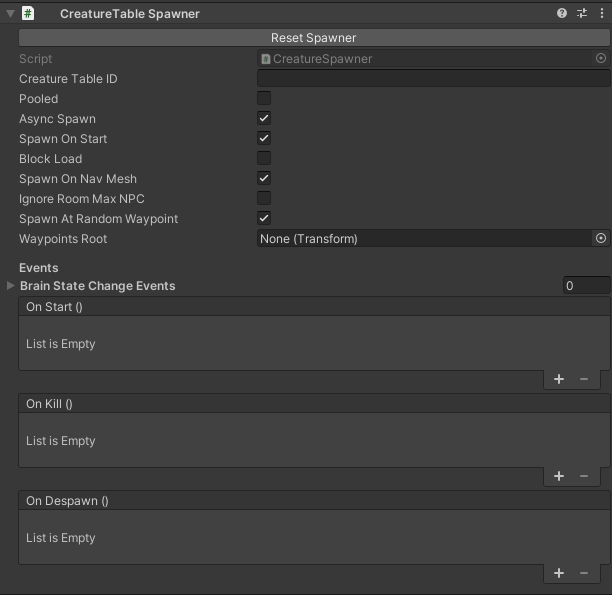 CreatureTable Spawner
Reset Spawner
Script CreatureSpawner
Creature Table ID
Pooled
Async Spawn
Spawn On Start
Block Load
Spawn On Nav Mesh
Ignore Room Max NPC
Spawn At Random Waypoint
Waypoints Root None (Transform)
Events
Brain State Change Events 0
On Start ()
List is Empty
On Kill ()
List is Empty
On Despawn ()
List is Empty